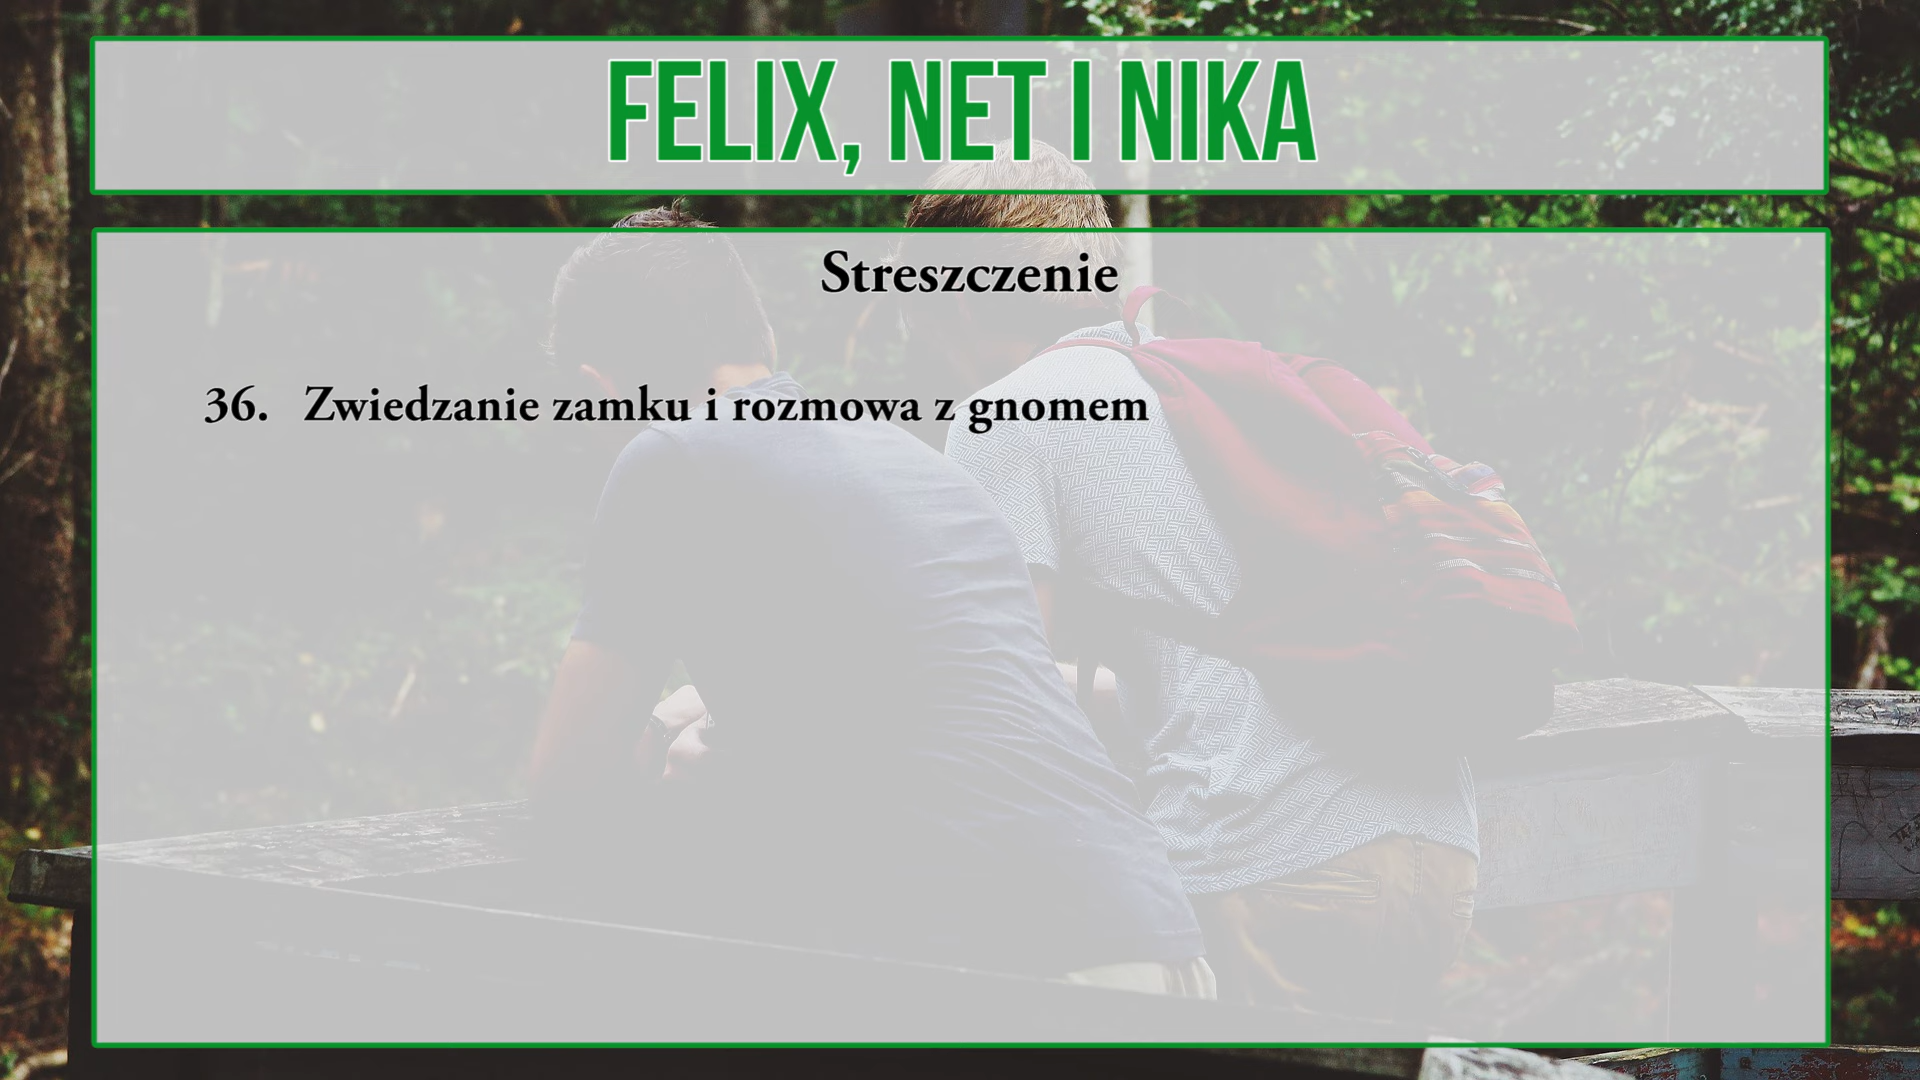 FELIX, NET I NIKA
Streszczenie
36. Zwiedzanie zamku i rozmowa z gnomem